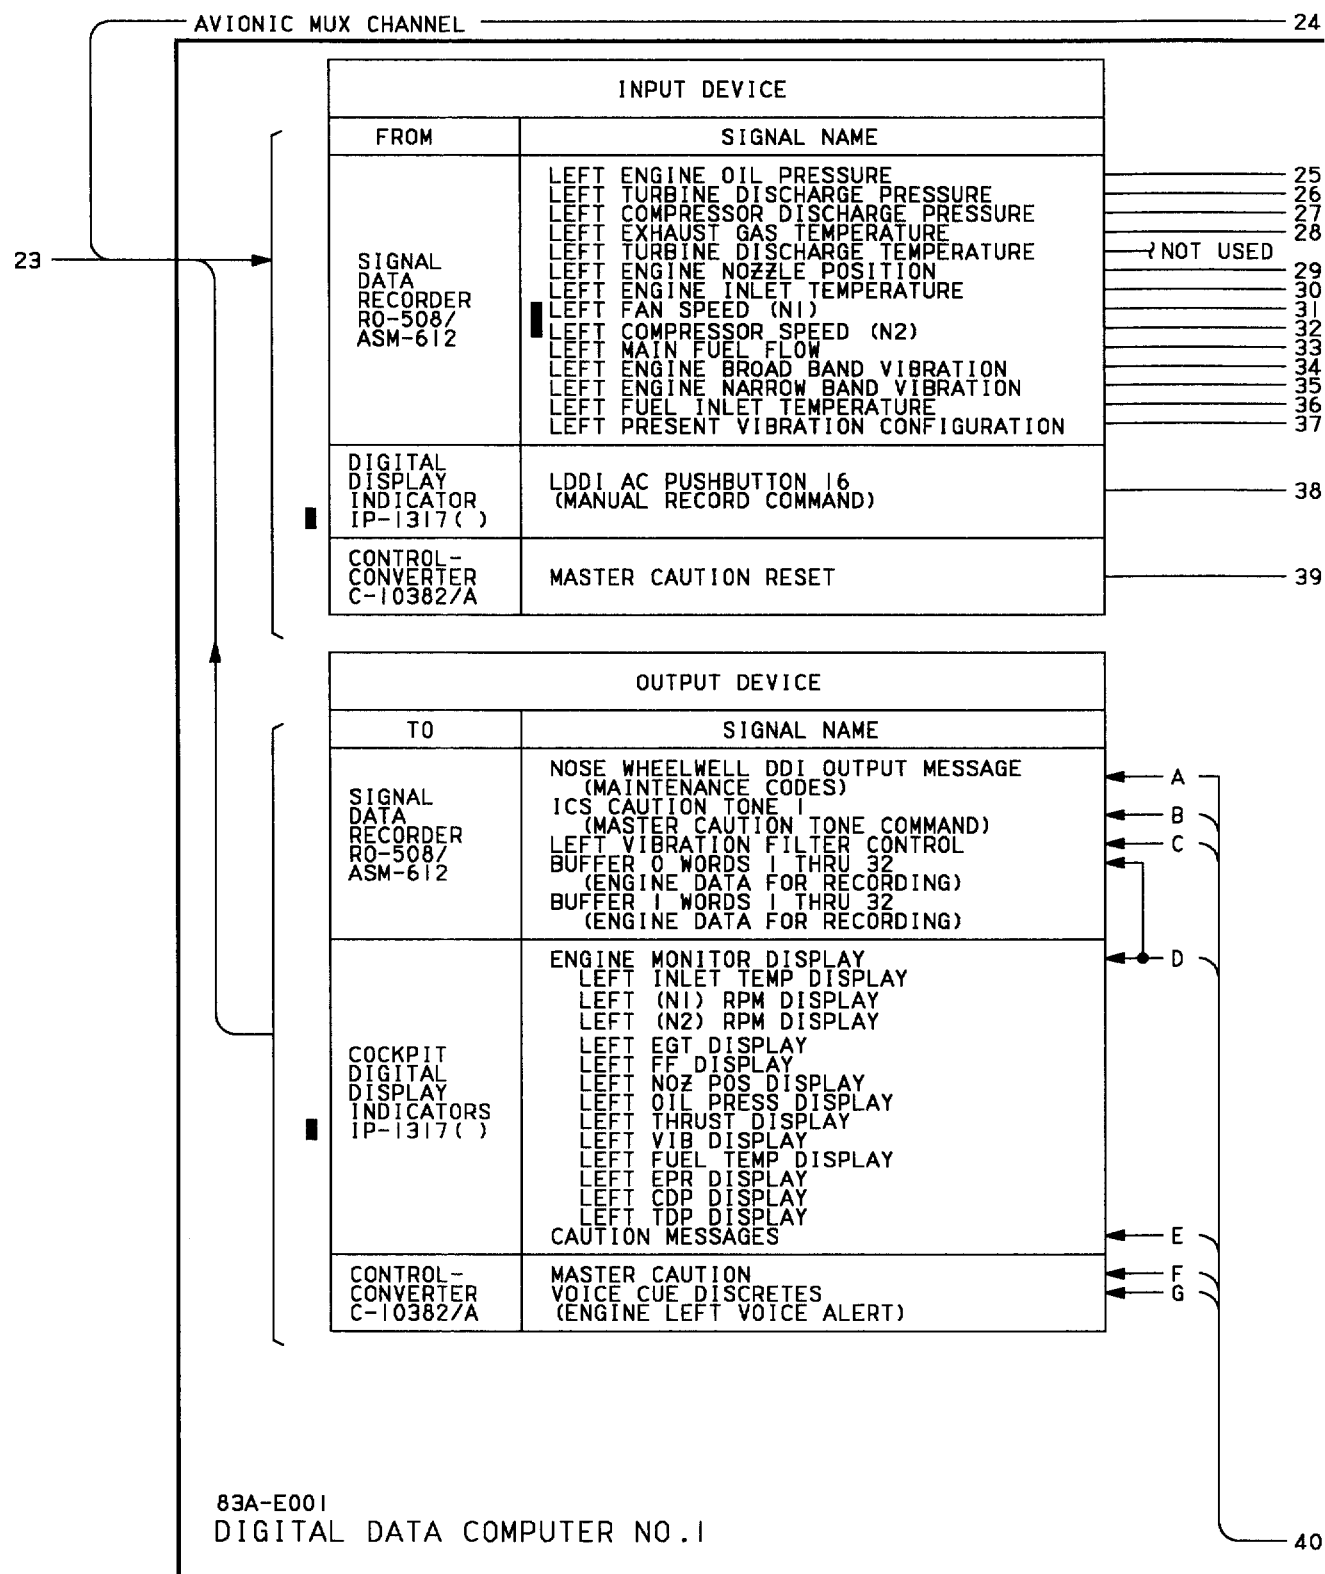 AVIONIC MUX CHANNEL 24
INPUT DEVICE
FROM SIGNAL NAME
23
SIGNAL
DATA
RECORDER
RO-508/
ASM-612
LEFT ENGINE OIL PRESSURE 25
LEFT TURBINE DISCHARGE PRESSURE 26
LEFT COMPRESSOR DISCHARGE PRESSURE 27
LEFT EXHAUST GAS TEMPERATURE 28
LEFT TURBINE DISCHARGE TEMPERATURE NOT USED
LEFT ENGINE NOZZLE POSITION 29
LEFT ENGINE INLET TEMPERATURE 30
LEFT FAN SPEED (N1) 31
LEFT COMPRESSOR SPEED (N2) 32
LEFT MAIN FUEL FLOW 33
LEFT ENGINE BROAD BAND VIBRATION 34
LEFT ENGINE NARROW BAND VIBRATION 35
LEFT FUEL INLET TEMPERATURE 36
LEFT PRESENT VIBRATION CONFIGURATION 37
DIGITAL
DISPLAY
INDICATOR
IP-1317( )
LDDI AC PUSHBUTTON 16 38
(MANUAL RECORD COMMAND)
CONTROL-
CONVERTER
C-10382/A
MASTER CAUTION RESET 39
OUTPUT DEVICE
TO SIGNAL NAME
SIGNAL
DATA
RECORDER
RO-508/
ASM-612
NOSE WHEELWELL DDI OUTPUT MESSAGE A
(MAINTENANCE CODES)
ICS CAUTION TONE 1 B
(MASTER CAUTION TONE COMMAND)
LEFT VIBRATION FILTER CONTROL C
BUFFER 0 WORDS 1 THRU 32
(ENGINE DATA FOR RECORDING)
BUFFER 1 WORDS 1 THRU 32
(ENGINE DATA FOR RECORDING)
COCKPIT
DIGITAL
DISPLAY
INDICATORS
IP-1317( )
ENGINE MONITOR DISPLAY D
LEFT INLET TEMP DISPLAY
LEFT (N1) RPM DISPLAY
LEFT (N2) RPM DISPLAY
LEFT EGT DISPLAY
LEFT FF DISPLAY
LEFT NOZ POS DISPLAY
LEFT OIL PRESS DISPLAY
LEFT THRUST DISPLAY
LEFT VIB DISPLAY
LEFT FUEL TEMP DISPLAY
LEFT EPR DISPLAY
LEFT CDP DISPLAY
LEFT TDP DISPLAY
CAUTION MESSAGES E
CONTROL-
CONVERTER
C-10382/A
MASTER CAUTION F
VOICE CUE DISCRETES G
(ENGINE LEFT VOICE ALERT)
83A-E001
DIGITAL DATA COMPUTER NO.1
40